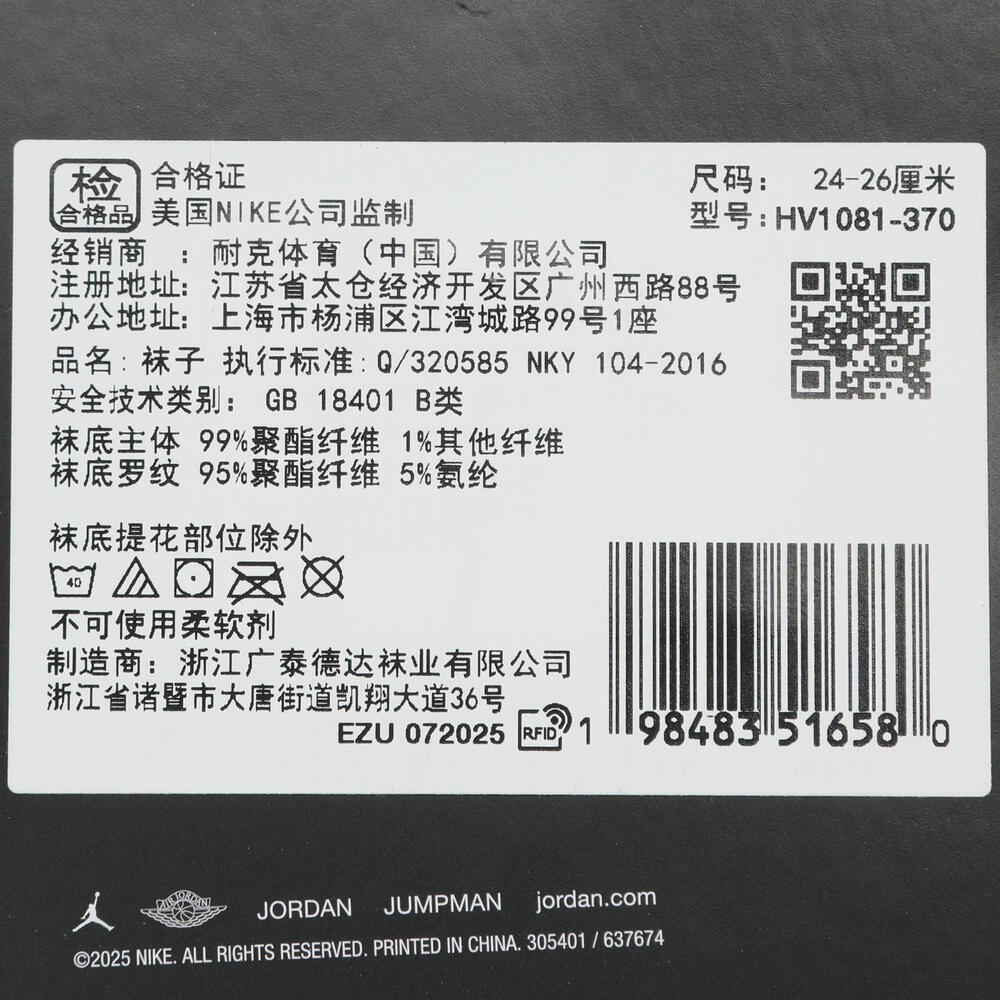 检
合格品
合格证
美国NIKE公司监制
尺码： 24-26厘米
型号：HV1081-370
经销商 ：耐克体育（中国）有限公司
注册地址：江苏省太仓经济开发区广州西路88号
办公地址：上海市杨浦区江湾城路99号1座
品名：袜子 执行标准：Q/320585 NKY 104-2016
安全技术类别： GB 18401 B类
袜底主体 99%聚酯纤维 1%其他纤维
袜底罗纹 95%聚酯纤维 5%氨纶
袜底提花部位除外
40
不可使用柔软剂
制造商：浙江广泰德达袜业有限公司
浙江省诸暨市大唐街道凯翔大道36号
EZU 072025 RFID
1 98483 51658 0
AIR JORDAN
JORDAN JUMPMAN jordan.com
©2025 NIKE. ALL RIGHTS RESERVED. PRINTED IN CHINA. 305401 / 637674